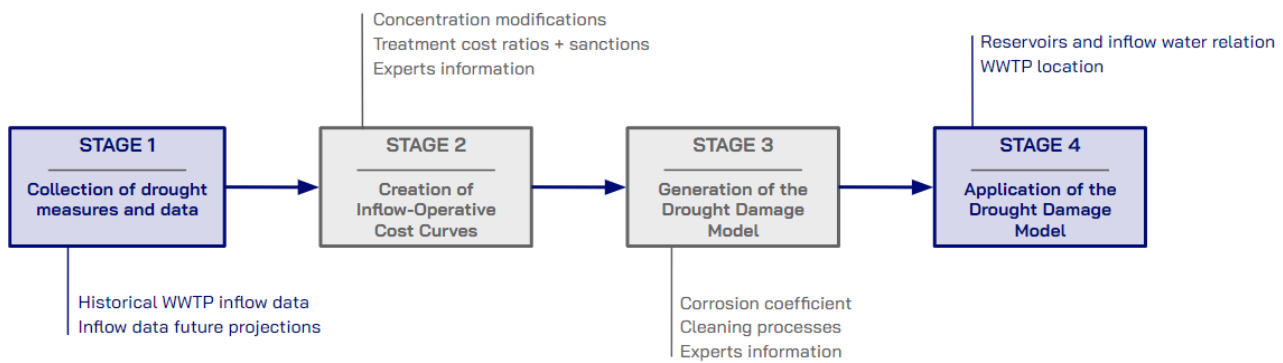 Concentration modifications
Treatment cost ratios + sanctions
Experts information
Reservoirs and inflow water relation
WWTP location
STAGE 1
Collection of drought
measures and data
STAGE 2
Creation of
Inflow-Operative
Cost Curves
STAGE 3
Generation of the
Drought Damage
Model
STAGE 4
Application of the
Drought Damage
Model
Historical WWTP inflow data
Inflow data future projections
Corrosion coefficient
Cleaning processes
Experts information